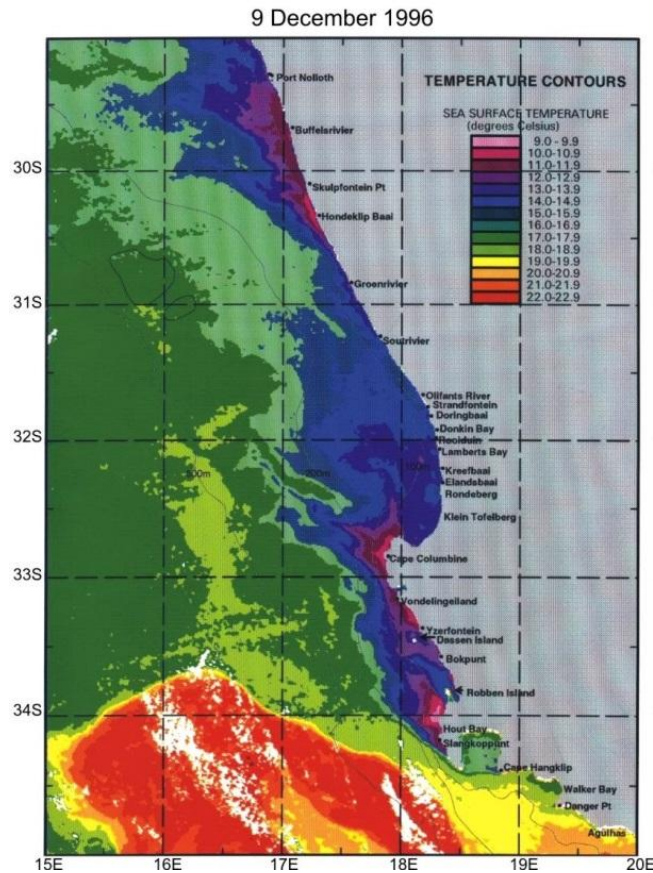 9 December 1996
TEMPERATURE CONTOURS
SEA SURFACE TEMPERATURE
(degrees Celsius)
9.0 - 9.9
10.0-10.9
11.0-11.9
12.0-12.9
13.0-13.9
14.0-14.9
15.0-15.9
16.0-16.9
17.0-17.9
18.0-18.9
19.0-19.9
20.0-20.9
21.0-21.9
22.0-22.9
Port Nolloth
Buffelsrivier
30S
Skulpfontein Pt
Hondeklip Baai
Groenrivier
31S
Soutrivier
Olifants River
Strandfontein
Doringbaai
Donkin Bay
32S
Lamberts Bay
Kreefbaai
Elandsbaai
Rondeberg
Klein Tofelberg
Cape Columbine
33S
Vondelingeiland
Yzerfontein
Dassen Island
Bokpunt
Robben Island
34S
Hout Bay
Slangkoppunt
Cape Hangklip
Walker Bay
Danger Pt
Agulhas
15E 16E 17E 18E 19E 20E